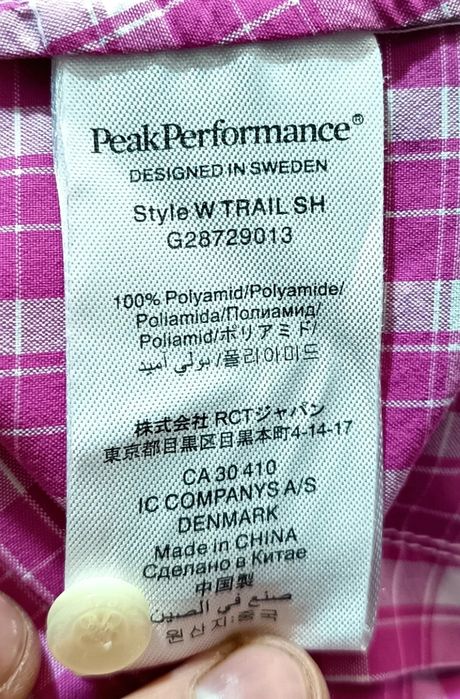 PeakPerformance®
DESIGNED IN SWEDEN
Style W TRAIL SH
G28729013
100% Polyamid/Polyamide/
Poliamida/Полиамид/
Poliamid/ポリアミド/
بولي أميد/폴리아미드
株式会社 RCTジャパン
東京都目黒区目黒本町4-14-17
CA 30 410
IC COMPANYS A/S
DENMARK
Made in CHINA
Сделано в Китае
中国製
صنع في الصين
원산지:중국